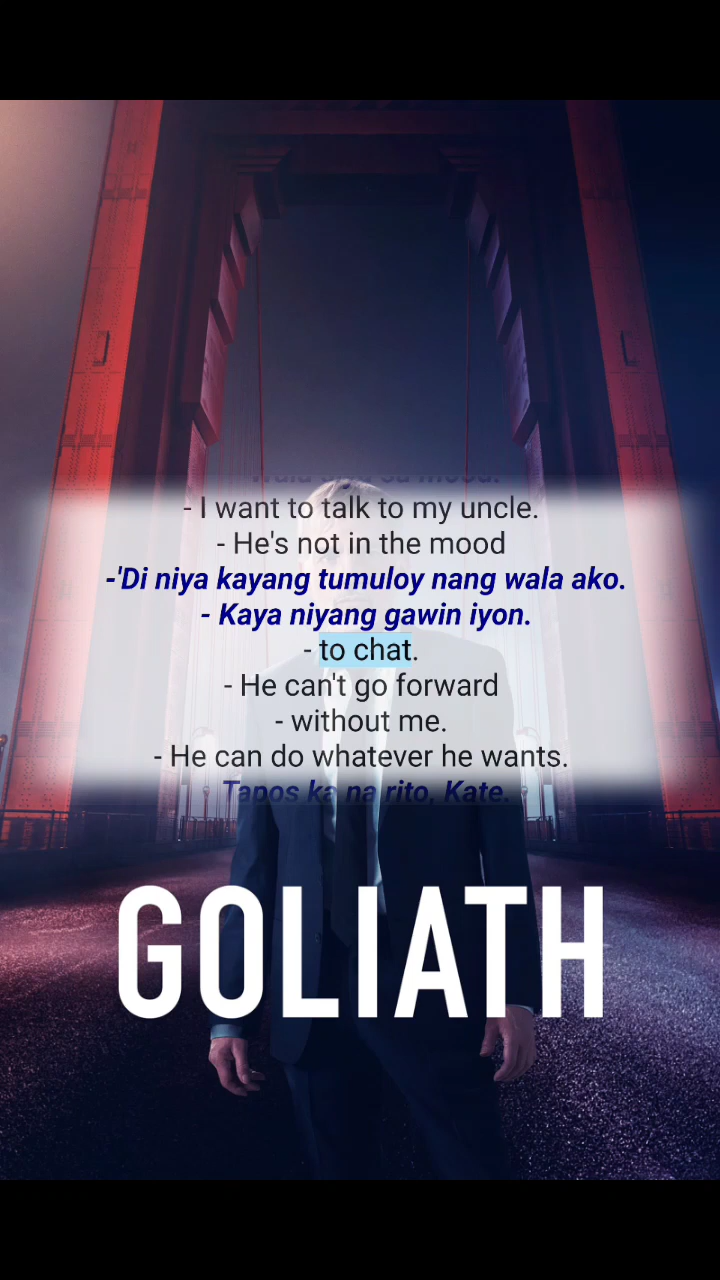 - I want to talk to my uncle.
- He's not in the mood
-'Di niya kayang tumuloy nang wala ako.
- Kaya niyang gawin iyon.
- to chat.
- He can't go forward
- without me.
- He can do whatever he wants.
Tapos ka na rito, Kate.
GOLIATH